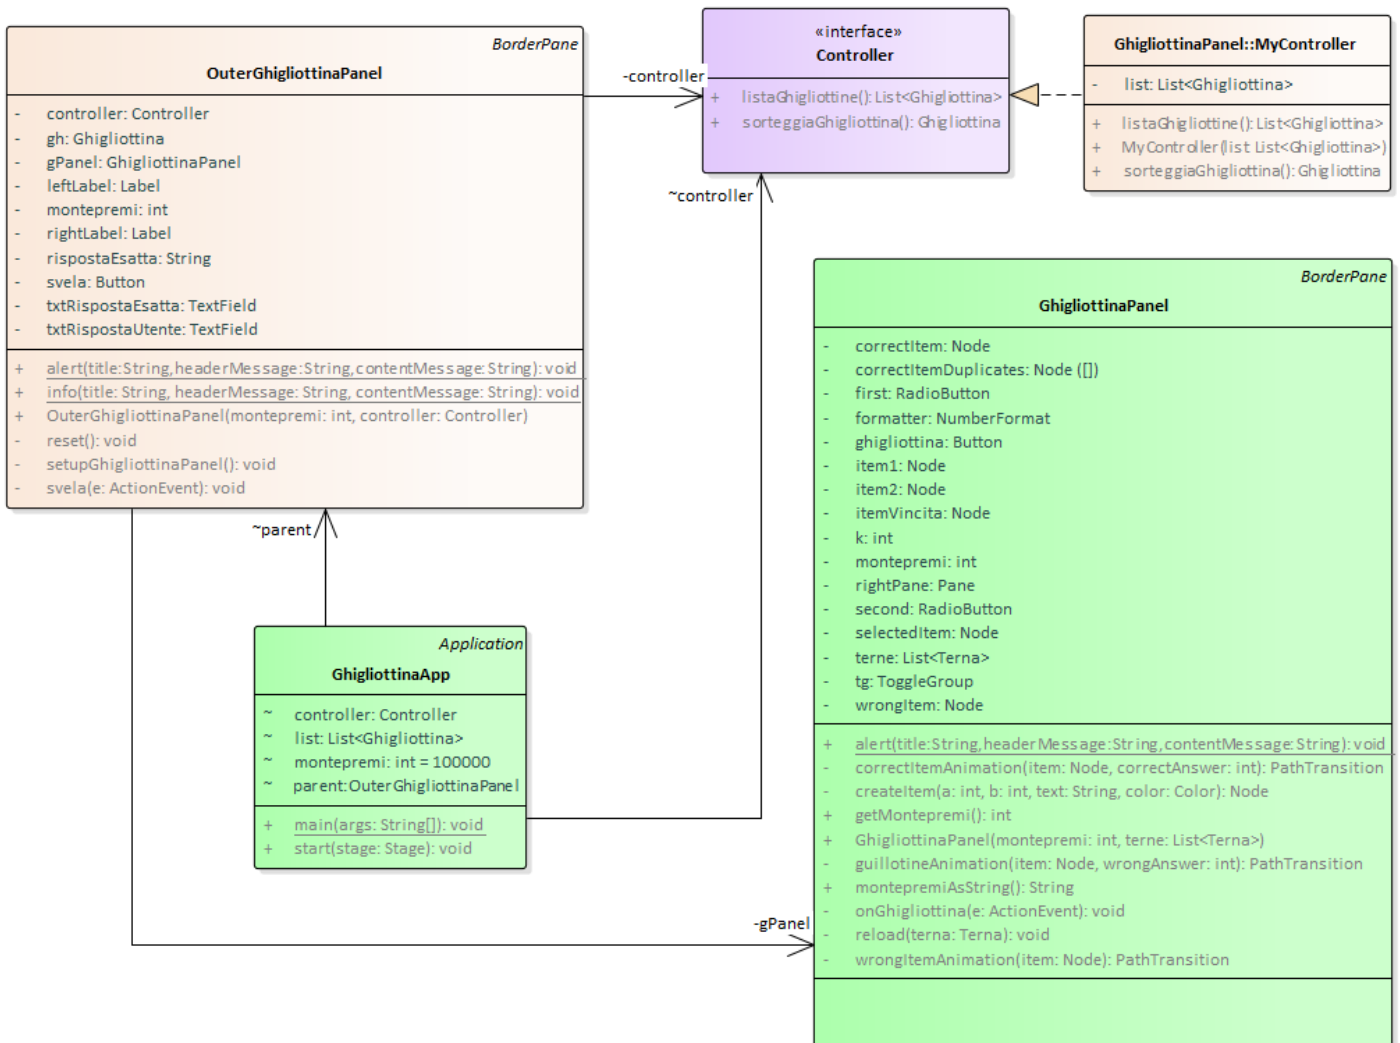 BorderPane
OuterGhigliottinaPanel
- controller: Controller
- gh: Ghigliottina
- gPanel: GhigliottinaPanel
- leftLabel: Label
- montepremi: int
- rightLabel: Label
- rispostaEsatta: String
- svela: Button
- txtRispostaEsatta: TextField
- txtRispostaUtente: TextField
+ alert(title:String,headerMessage:String,contentMessage:String): void
+ info(title: String, headerMessage: String, contentMessage: String): void
+ OuterGhigliottinaPanel(montepremi: int, controller: Controller)
- reset(): void
- setupGhigliottinaPanel(): void
- svela(e: ActionEvent): void
-controller
«interface»
Controller
+ listaGhigliottine(): List<Ghigliottina>
+ sorteggiaGhigliottina(): Ghigliottina
GhigliottinaPanel::MyController
- list: List<Ghigliottina>
+ listaGhigliottine(): List<Ghigliottina>
+ MyController(list List<Ghigliottina>)
+ sorteggiaGhigliottina(): Ghigliottina
~controller
~parent
Application
GhigliottinaApp
~ controller: Controller
~ list: List<Ghigliottina>
~ montepremi: int = 100000
~ parent:OuterGhigliottinaPanel
+ main(args: String[]): void
+ start(stage: Stage): void
-gPanel
BorderPane
GhigliottinaPanel
- correctItem: Node
- correctItemDuplicates: Node ([])
- first: RadioButton
- formatter: NumberFormat
- ghigliottina: Button
- item1: Node
- item2: Node
- itemVincita: Node
- k: int
- montepremi: int
- rightPane: Pane
- second: RadioButton
- selectedItem: Node
- terne: List<Terna>
- tg: ToggleGroup
- wrongItem: Node
+ alert(title:String,headerMessage:String,contentMessage:String): void
- correctItemAnimation(item: Node, correctAnswer: int): PathTransition
- createItem(a: int, b: int, text: String, color: Color): Node
+ getMontepremi(): int
+ GhigliottinaPanel(montepremi: int, terne: List<Terna>)
- guillotineAnimation(item: Node, wrongAnswer: int): PathTransition
+ montepremiAsString(): String
- onGhigliottina(e: ActionEvent): void
- reload(terna: Terna): void
- wrongItemAnimation(item: Node): PathTransition